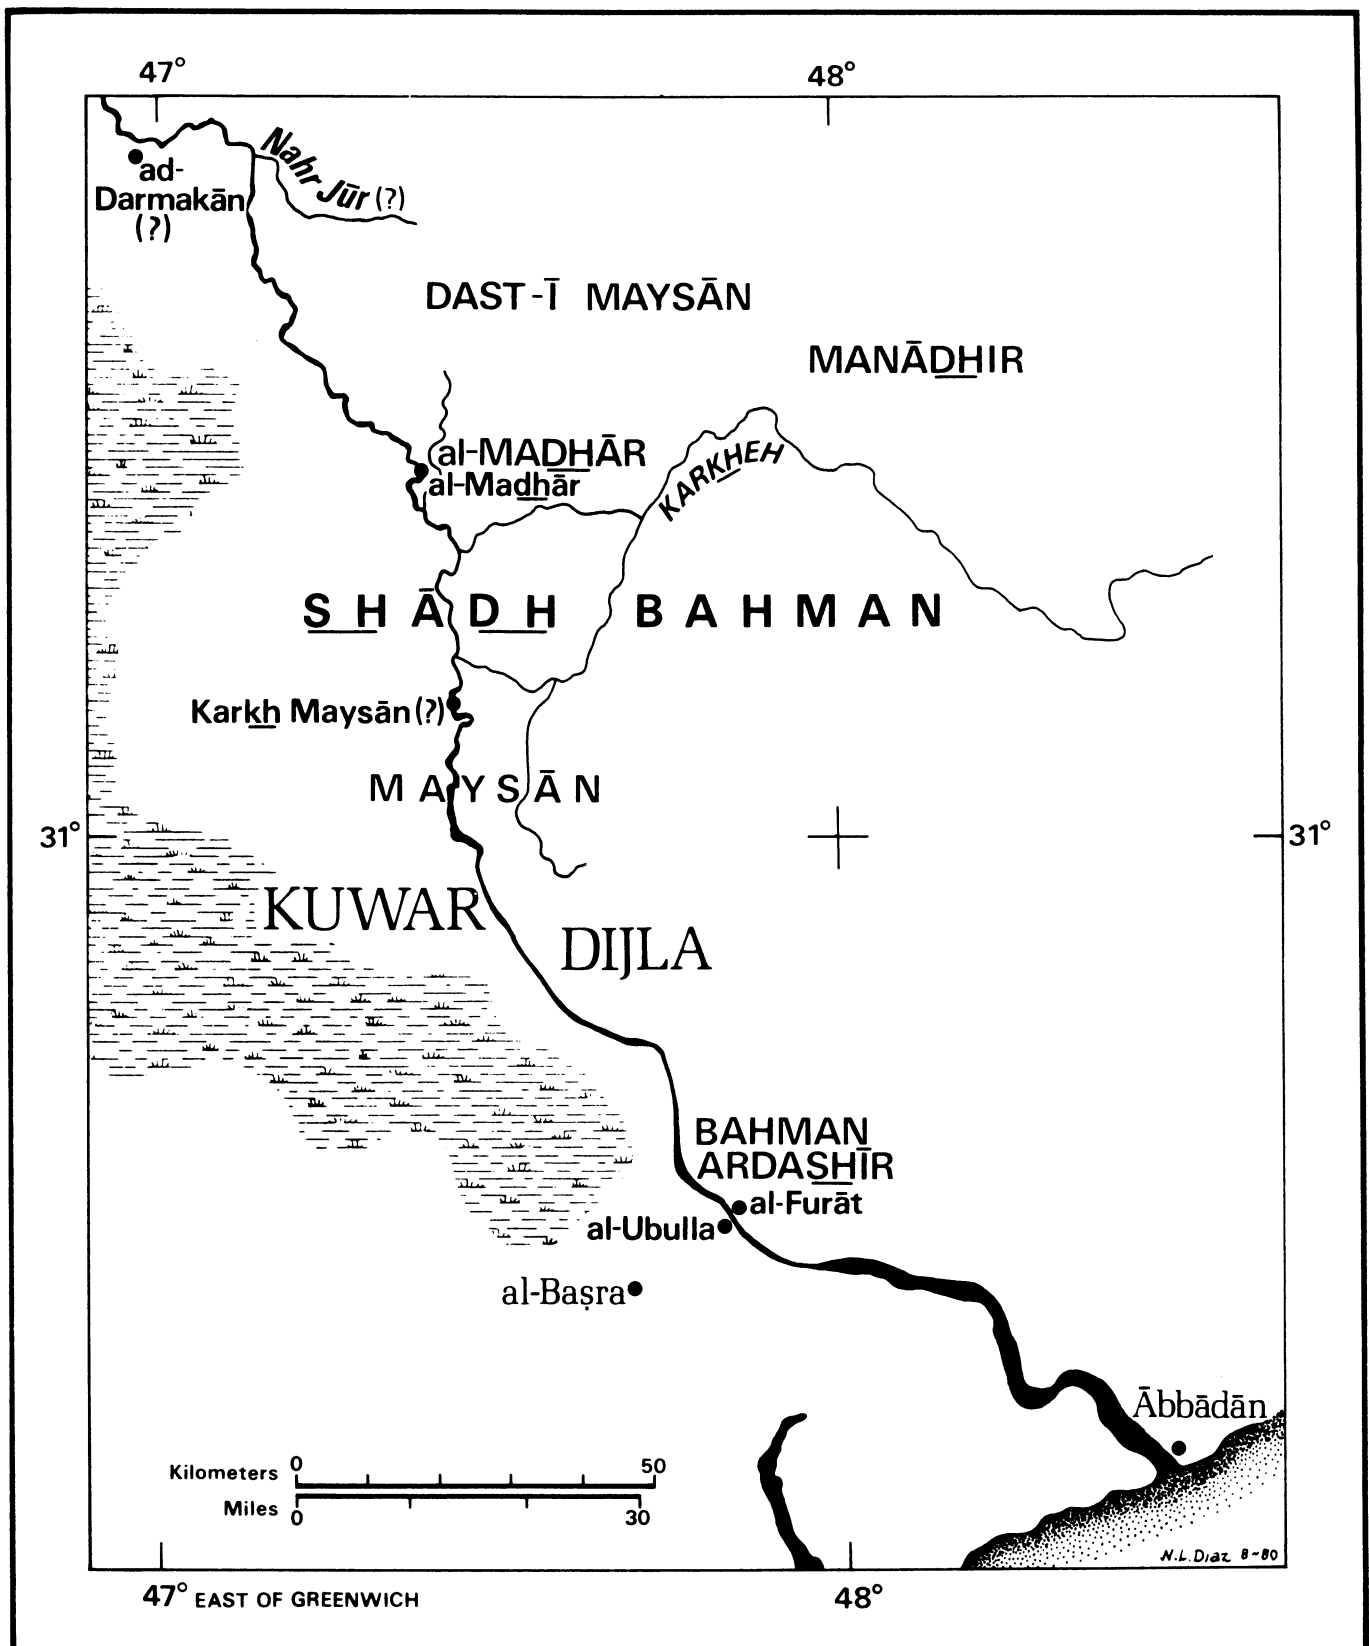 47° 48°
Nahr Jūr (?)
ad-
Darmakān
(?)
DAST-Ī MAYSĀN
MANĀDHIR
al-MADHĀR
al-Madhār
KARKHEH
SHĀDH BAHMAN
Karkh Maysān (?)
MAYSĀN
31° 31°
KUWAR
DIJLA
BAHMAN
ARDASHĪR
al-Furāt
al-Ubulla
al-Baṣra
Ābbādān
Kilometers 0 50
Miles 0 30
N.L.Diaz 8-80
47° EAST OF GREENWICH 48°